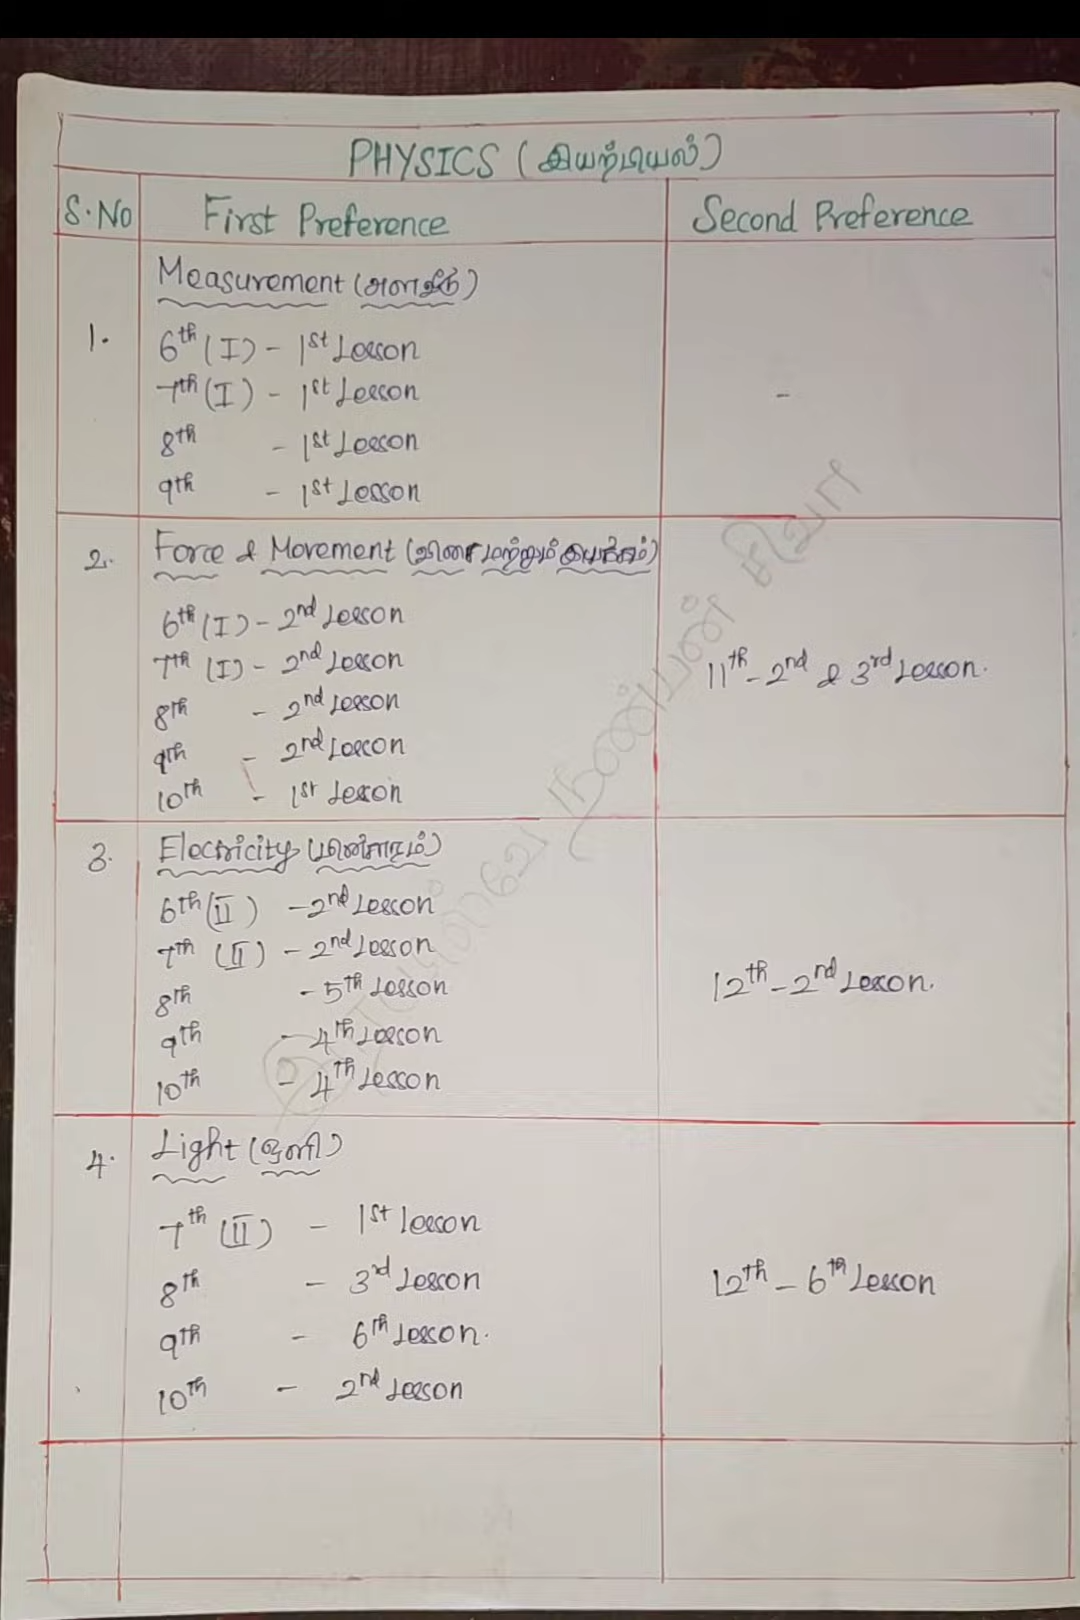 PHYSICS (இயற்பியல்)
S.No First Preference Second Preference
Measurement (அளவீடு)
1.
6th (I) - 1st Lesson
7th (I) - 1st Lesson
-
8th - 1st Lesson
9th - 1st Lesson
2. Force & Movement (விசை மற்றும் இயக்கம்)
6th (I) - 2nd Lesson
7th (I) - 2nd Lesson
11th - 2nd & 3rd Lesson.
8th - 2nd Lesson
9th - 2nd Lesson
10th - 1st Lesson
3. Electricity (மின்சாரம்)
6th (II) - 2nd Lesson
7th (II) - 2nd Lesson
12th - 2nd Lesson.
8th - 5th Lesson
9th - 4th Lesson
10th - 4th Lesson
4. Light (ஒளி)
7th (II) - 1st Lesson
8th - 3rd Lesson
12th - 6th Lesson
9th - 6th Lesson.
10th - 2nd Lesson
நண்பன் சிவா